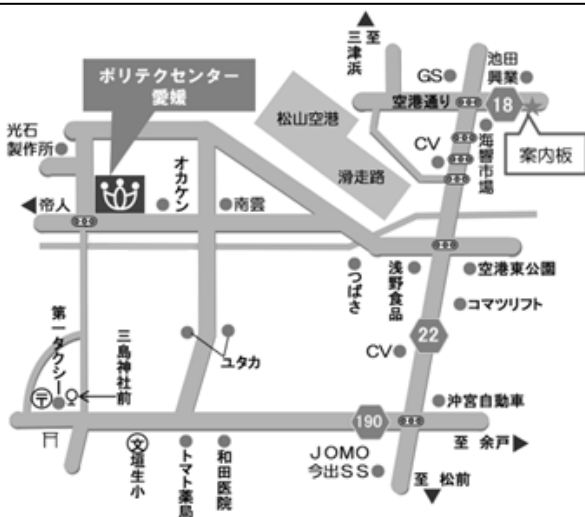 至
三津浜
池田
興業
GS
空港通り
18
案内板
ポリテクセンター
愛媛
松山空港
滑走路
CV
海響市場
光石
製作所
オカケン
帝人
南雲
つばさ
浅野食品
空港東公園
コマツリフト
22
CV
第一タクシー
三島神社前
ユタカ
〒
沖宮自動車
190
至 余戸
文
垣生小
トマト薬局
和田医院
JOMO
今出SS
至 松前